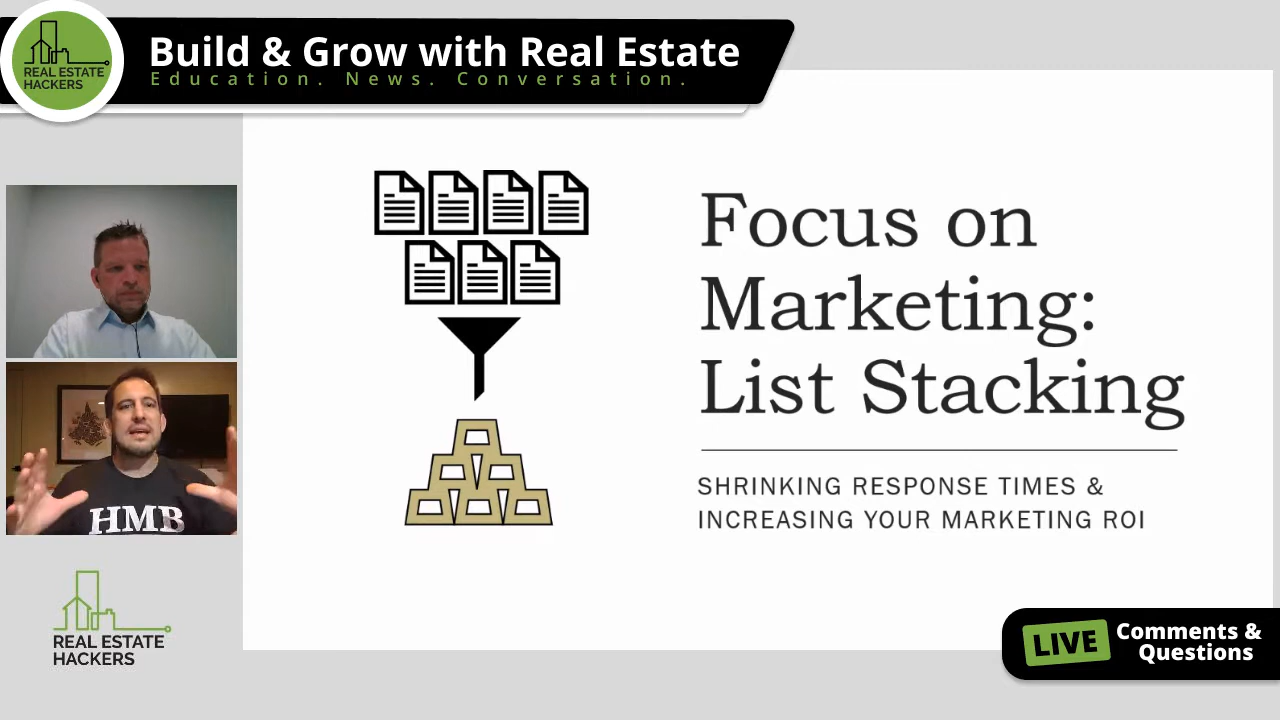 REAL ESTATE
HACKERS
Build & Grow with Real Estate
Education. News. Conversation.
Focus on
Marketing:
List Stacking
SHRINKING RESPONSE TIMES &
INCREASING YOUR MARKETING ROI
HMB
REAL ESTATE
HACKERS
LIVE
Comments &
Questions